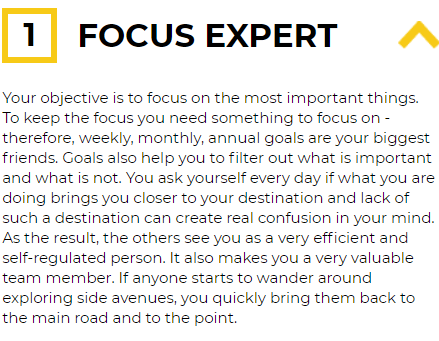 1 FOCUS EXPERT
Your objective is to focus on the most important things.
To keep the focus you need something to focus on -
therefore, weekly, monthly, annual goals are your biggest
friends. Goals also help you to filter out what is important
and what is not. You ask yourself every day if what you are
doing brings you closer to your destination and lack of
such a destination can create real confusion in your mind.
As the result, the others see you as a very efficient and
self-regulated person. It also makes you a very valuable
team member. If anyone starts to wander around
exploring side avenues, you quickly bring them back to
the main road and to the point.